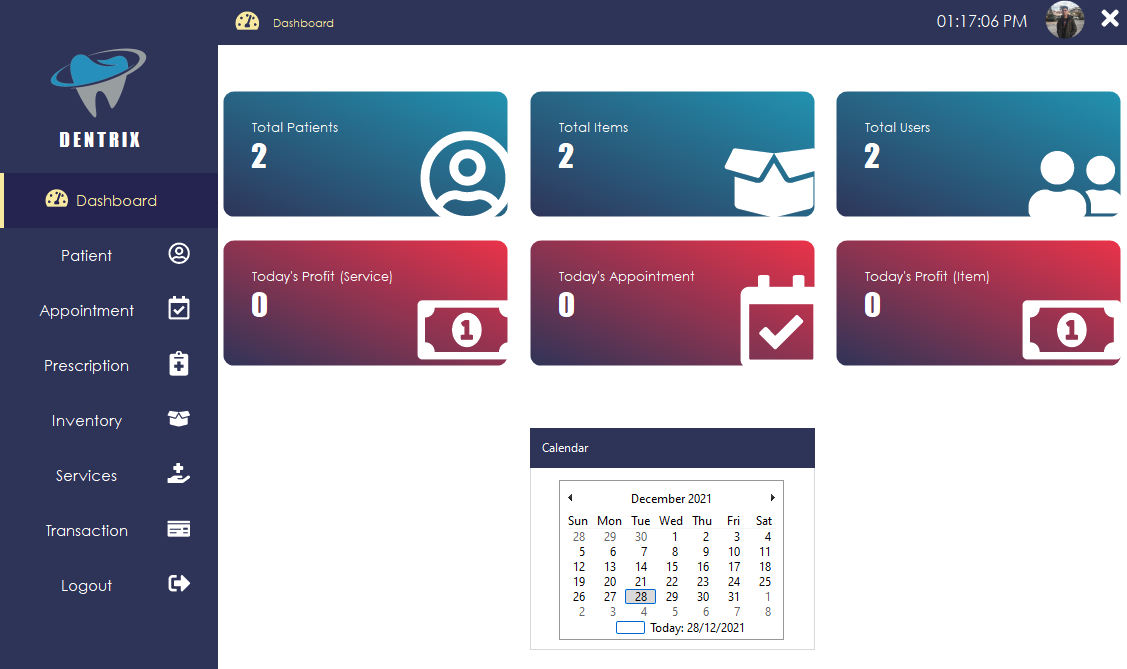 Dashboard
01:17:06 PM
DENTRIX
Dashboard
Patient
Appointment
Prescription
Inventory
Services
Transaction
Logout
Total Patients
2
Total Items
2
Total Users
2
Today's Profit (Service)
0
1
Today's Appointment
0
Today's Profit (Item)
0
1
Calendar
December 2021
Sun Mon Tue Wed Thu Fri Sat
28 29 30 1 2 3 4
5 6 7 8 9 10 11
12 13 14 15 16 17 18
19 20 21 22 23 24 25
26 27 28 29 30 31 1
2 3 4 5 6 7 8
Today: 28/12/2021